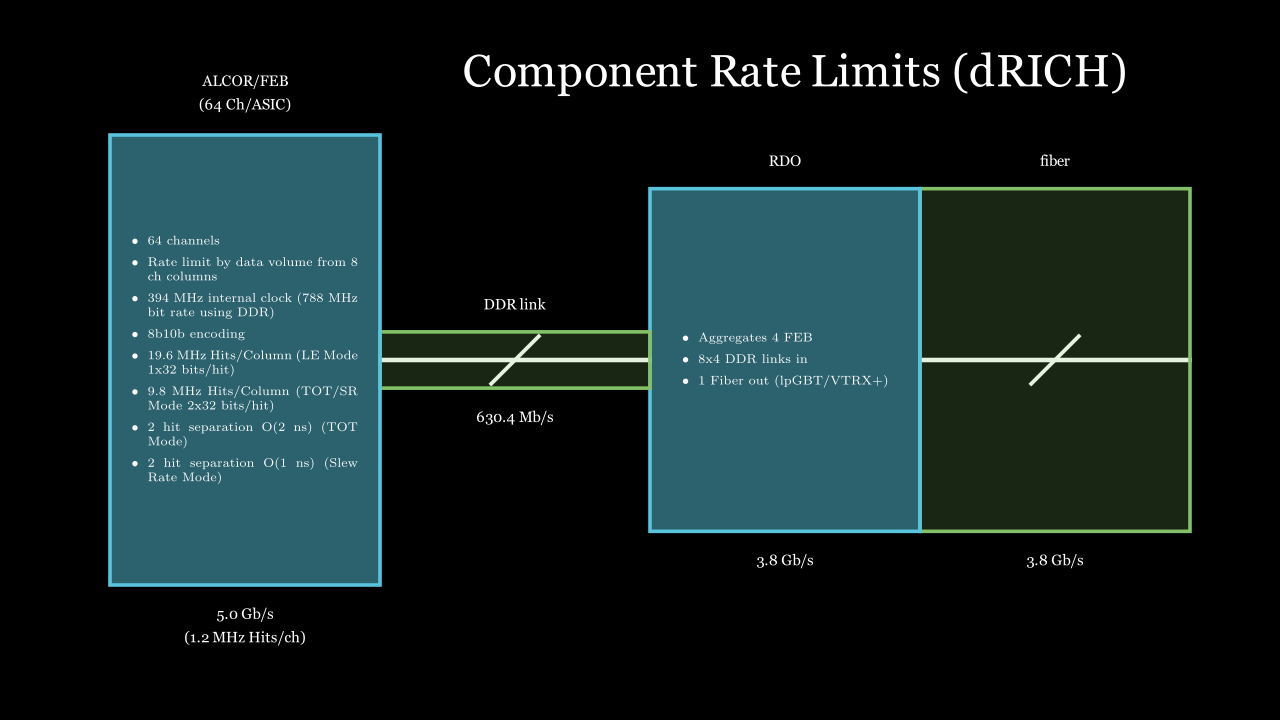 Component Rate Limits (dRICH)
ALCOR/FEB
(64 Ch/ASIC)
• 64 channels
• Rate limit by data volume from 8
ch columns
• 394 MHz internal clock (788 MHz
bit rate using DDR)
• 8b10b encoding
• 19.6 MHz Hits/Column (LE Mode
1x32 bits/hit)
• 9.8 MHz Hits/Column (TOT/SR
Mode 2x32 bits/hit)
• 2 hit separation O(2 ns) (TOT
Mode)
• 2 hit separation O(1 ns) (Slew
Rate Mode)
5.0 Gb/s
(1.2 MHz Hits/ch)
DDR link
630.4 Mb/s
RDO
• Aggregates 4 FEB
• 8x4 DDR links in
• 1 Fiber out (lpGBT/VTRX+)
3.8 Gb/s
fiber
3.8 Gb/s